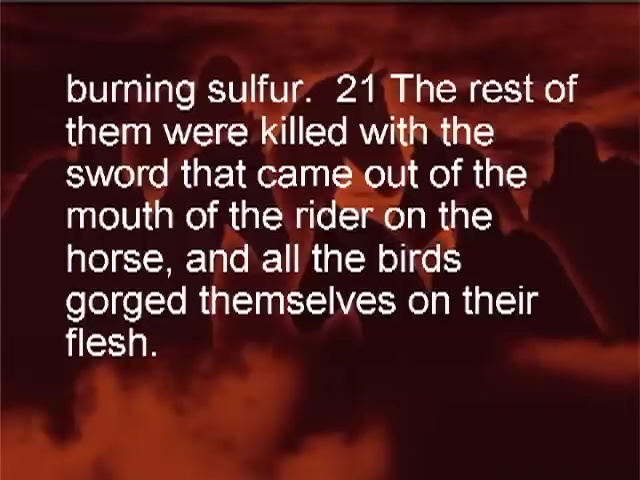 burning sulfur.  21 The rest of
them were killed with the
sword that came out of the
mouth of the rider on the
horse, and all the birds
gorged themselves on their
flesh.